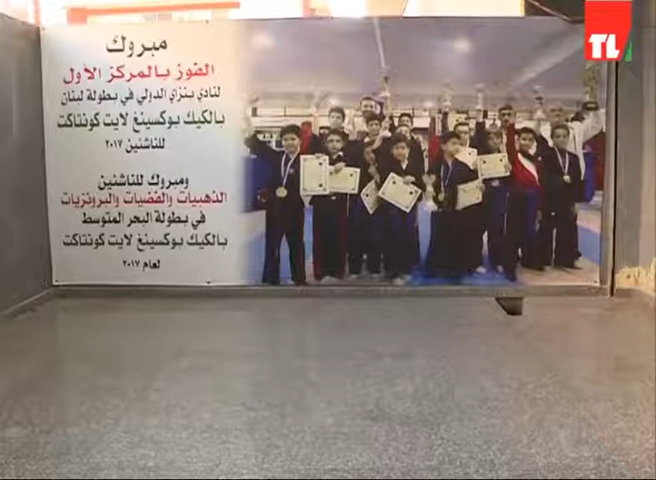 مبروك
الفوز بالمركز الأول
لنادي بنزاي الدولي في بطولة لبنان
بالكيك بوكسينغ لايت كونتاكت
للناشئين ٢٠١٧
ومبروك للناشئين
الذهبيات والفضيات والبرونزيات
في بطولة البحر المتوسط
بالكيك بوكسينغ لايت كونتاكت
لعام ٢٠١٧
TL